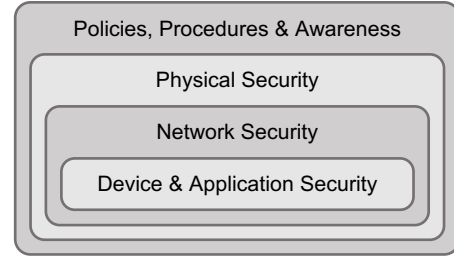 Policies, Procedures & Awareness
Physical Security
Network Security
Device & Application Security